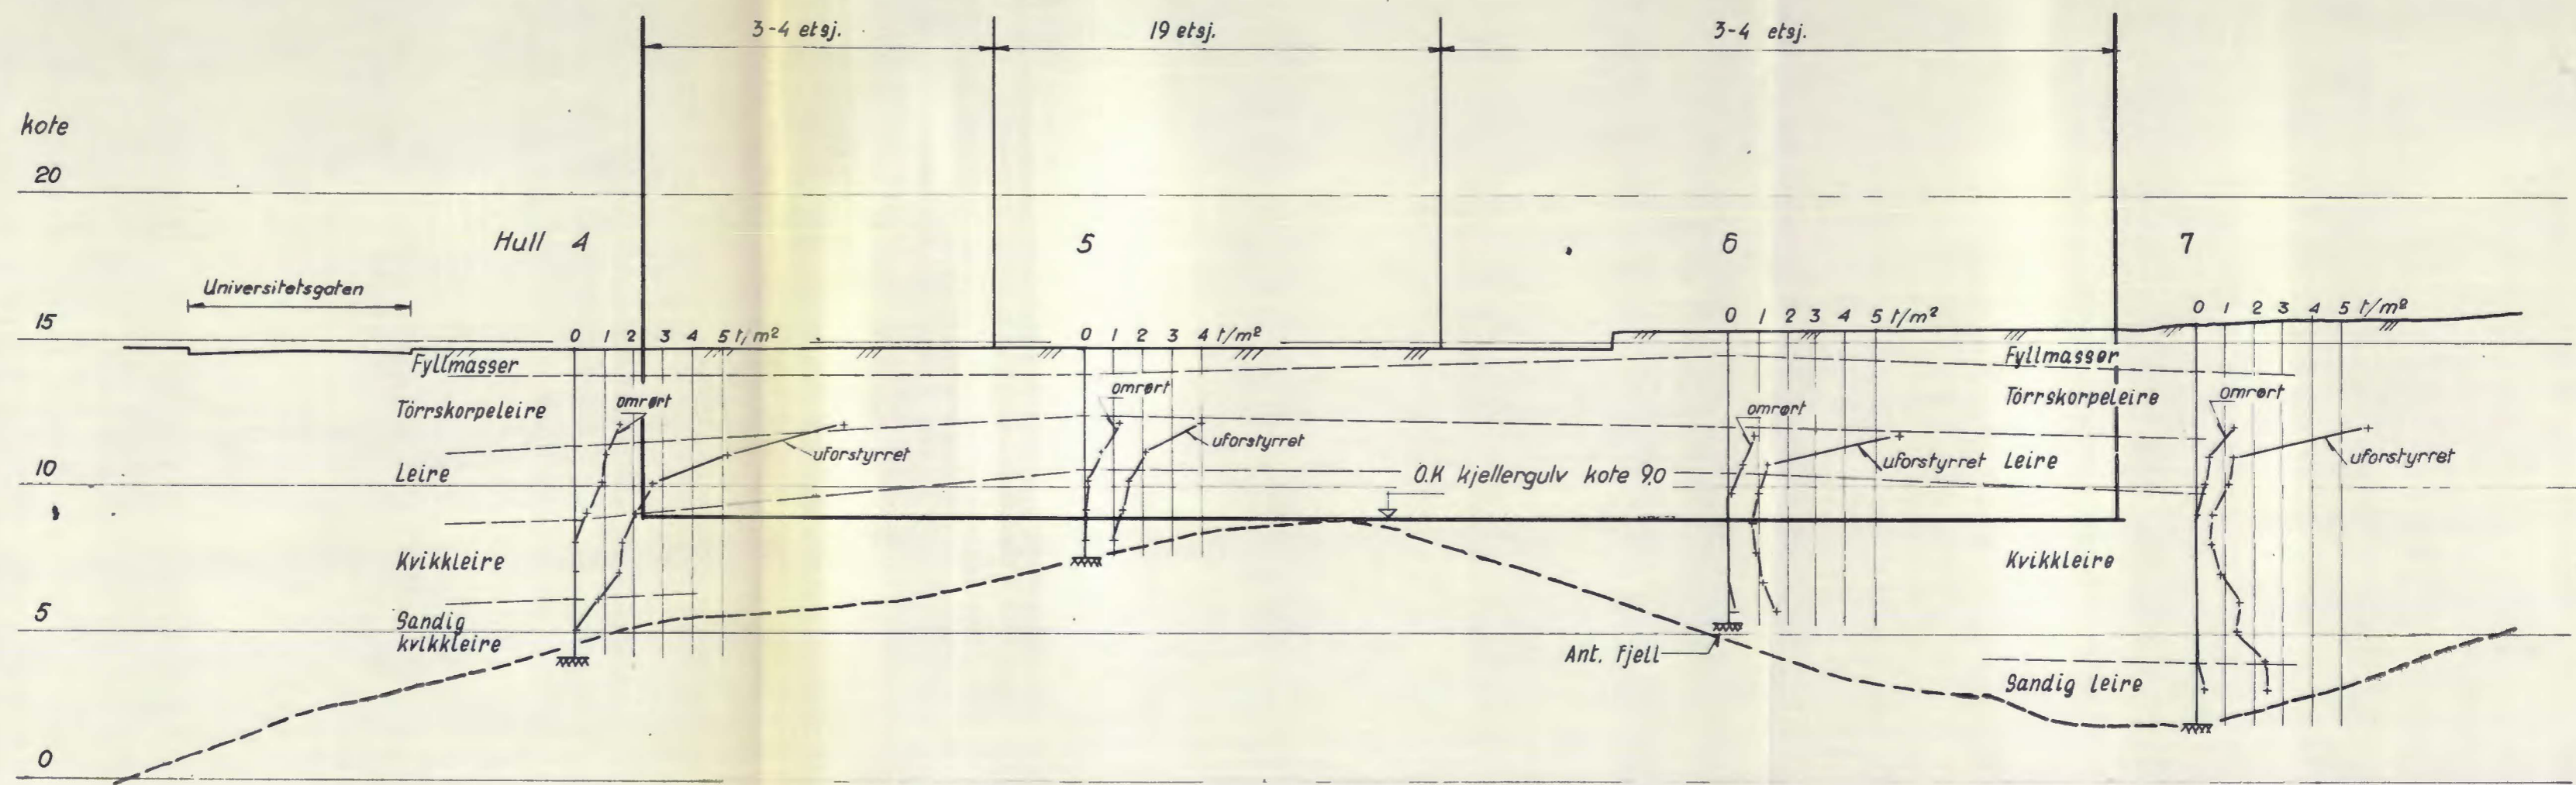 3-4 etsj.
19 etsj.
3-4 etsj.
kote
20
Hull 4
5
6
7
Universitetsgaten
15
0 1 2 3 4 5 t/m²
0 1 2 3 4 t/m²
0 1 2 3 4 5 t/m²
0 1 2 3 4 5 t/m²
Fyllmasser
Fyllmasser
Törrskorpeleire
omrørt
omrørt
omrørt
omrørt
Törrskorpeleire
uforstyrret
uforstyrret
uforstyrret
uforstyrret
10
Leire
O.K kjellergulv kote 9.0
Leire
Kvikkleire
Kvikkleire
5
Sandig
kvikkleire
Ant. fjell
Sandig leire
0